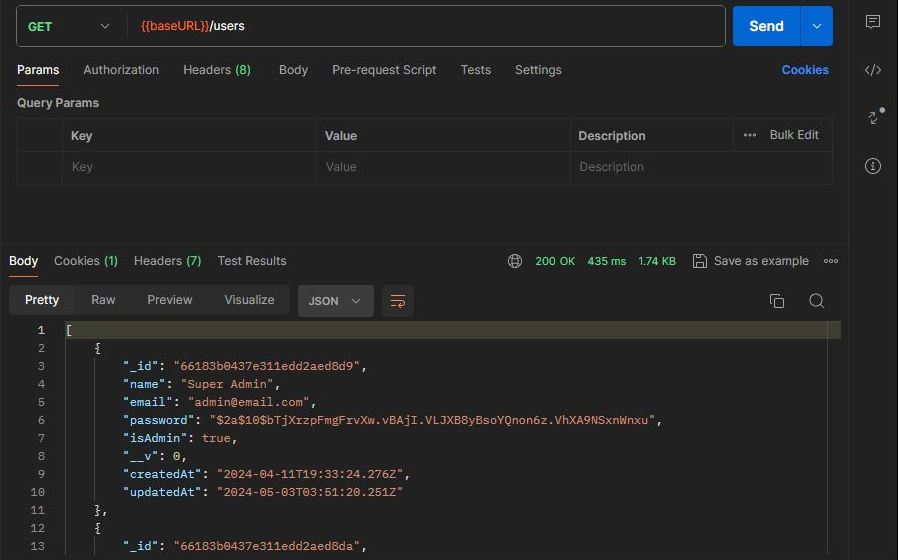 GET {{baseURL}}/users Send
Params Authorization Headers (8) Body Pre-request Script Tests Settings Cookies
Query Params
Key Value Description Bulk Edit
Key Value Description
Body Cookies (1) Headers (7) Test Results 200 OK 435 ms 1.74 KB Save as example
Pretty Raw Preview Visualize JSON
1 [
2 {
3 "_id": "66183b0437e311edd2aed8d9",
4 "name": "Super Admin",
5 "email": "admin@email.com",
6 "password": "$2a$10$bTjXrzpFmgFrvXw.vBAjI.VLJXB8yBsoYQnon6z.VhXA9NSxnWnxu",
7 "isAdmin": true,
8 "__v": 0,
9 "createdAt": "2024-04-11T19:33:24.276Z",
10 "updatedAt": "2024-05-03T03:51:20.251Z"
11 },
12 {
13 "_id": "66183b0437e311edd2aed8da",